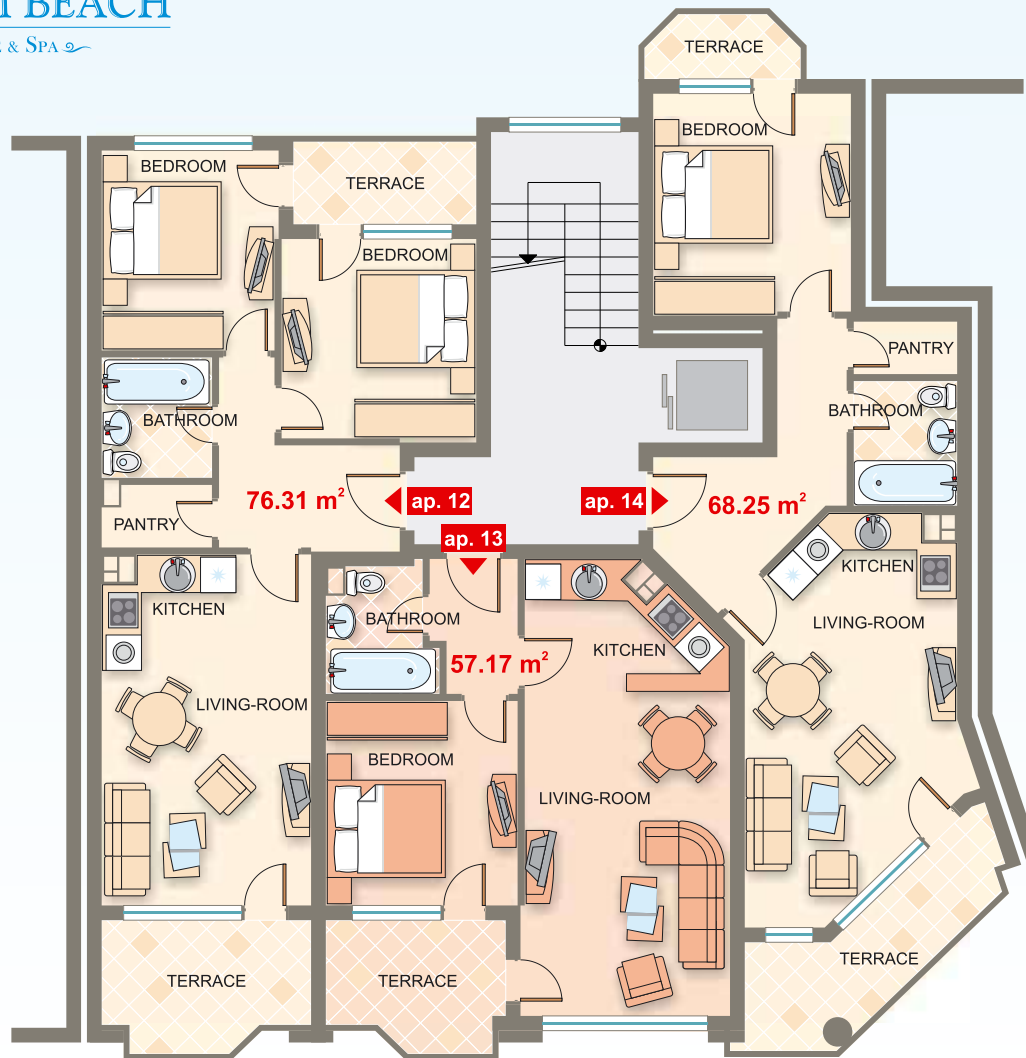 BEACH
& SPA
TERRACE
BEDROOM
BEDROOM
TERRACE
BEDROOM
PANTRY
BATHROOM
BATHROOM
76.31 m²
ap. 12
ap. 14
68.25 m²
PANTRY
ap. 13
KITCHEN
KITCHEN
BATHROOM
LIVING-ROOM
KITCHEN
57.17 m²
LIVING-ROOM
BEDROOM
LIVING-ROOM
TERRACE
TERRACE
TERRACE